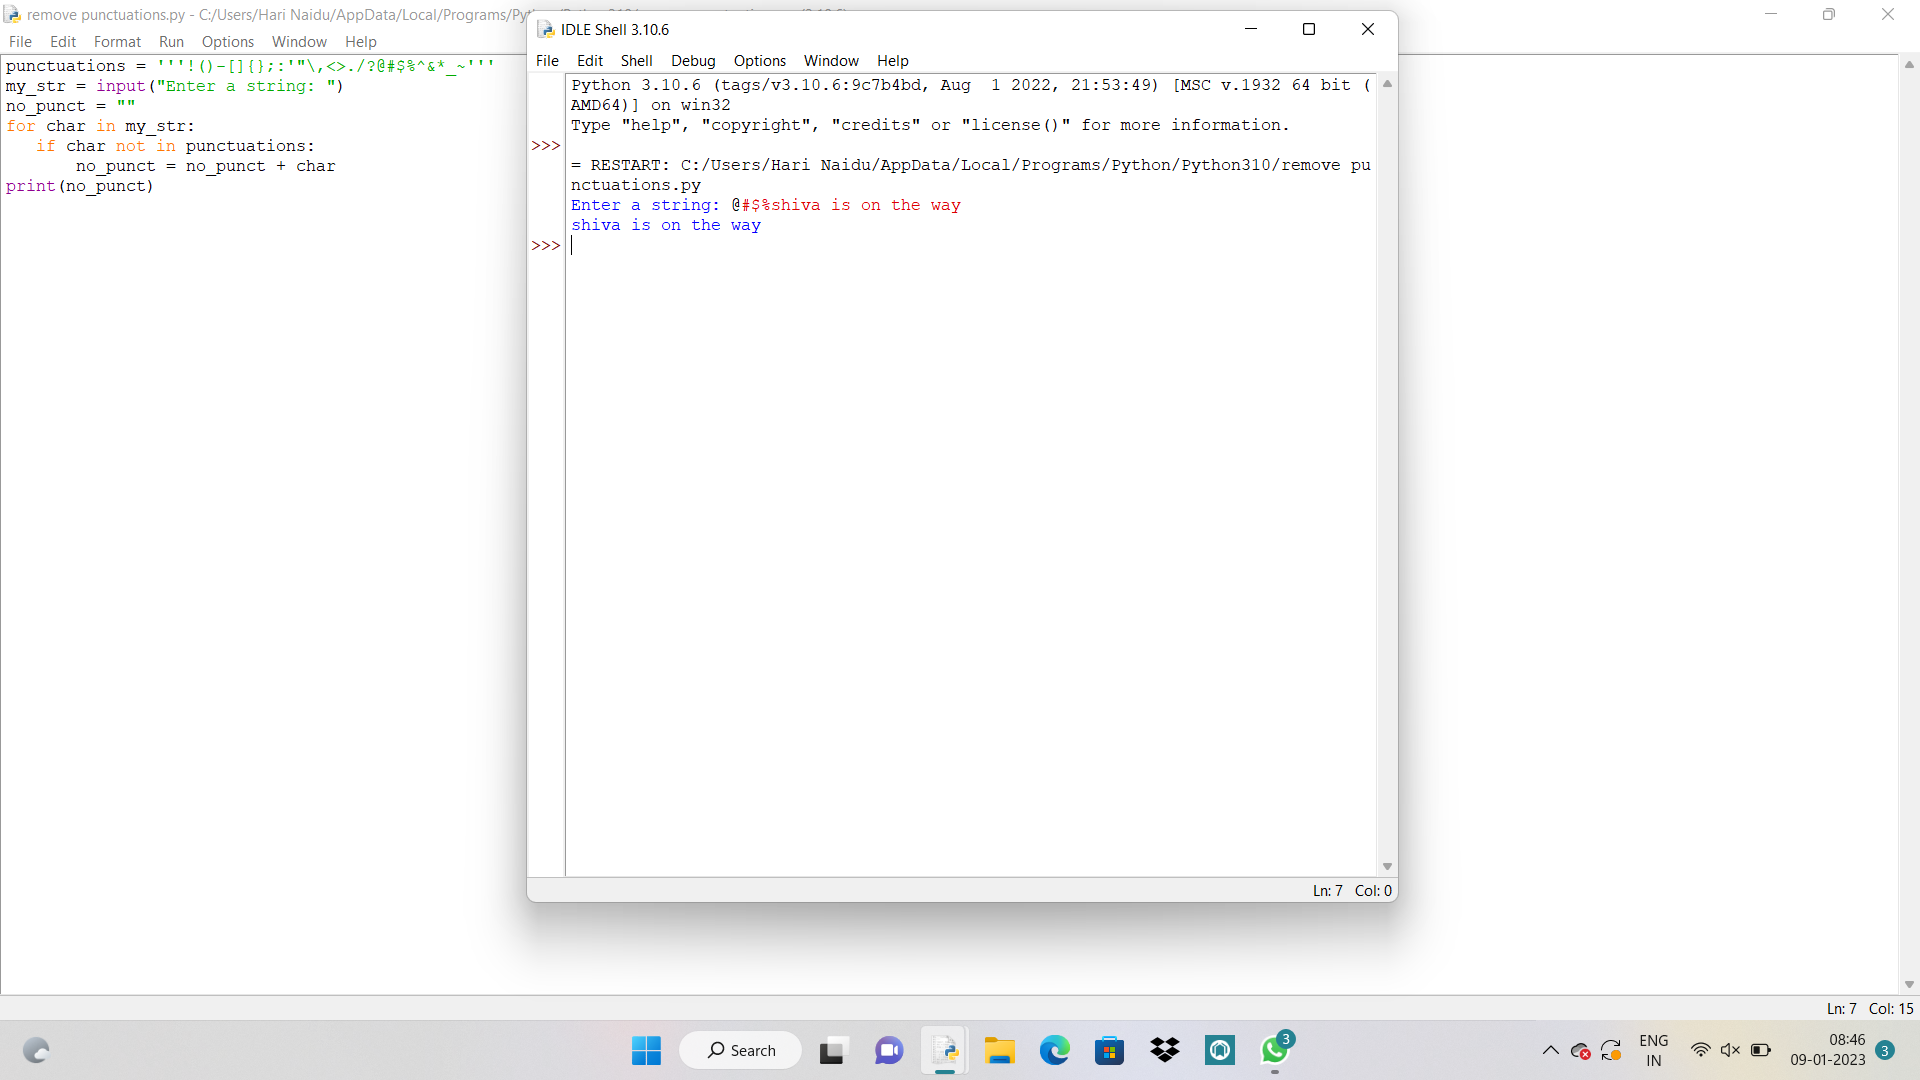 remove punctuations.py - C:/Users/Hari Naidu/AppData/Local/Programs/Py
File Edit Format Run Options Window Help
punctuations = '''!()-[]{};:'"\,<>./?@#$%^&*_~'''
my_str = input("Enter a string: ")
no_punct = ""
for char in my_str:
   if char not in punctuations:
       no_punct = no_punct + char
print(no_punct)
Ln: 7 Col: 15
IDLE Shell 3.10.6
File Edit Shell Debug Options Window Help
Python 3.10.6 (tags/v3.10.6:9c7b4bd, Aug  1 2022, 21:53:49) [MSC v.1932 64 bit (
AMD64)] on win32
Type "help", "copyright", "credits" or "license()" for more information.
>>>
= RESTART: C:/Users/Hari Naidu/AppData/Local/Programs/Python/Python310/remove pu
nctuations.py
Enter a string: @#$%shiva is on the way
shiva is on the way
>>>
Ln: 7 Col: 0
Search
3
ENG
IN
08:46
09-01-2023
3